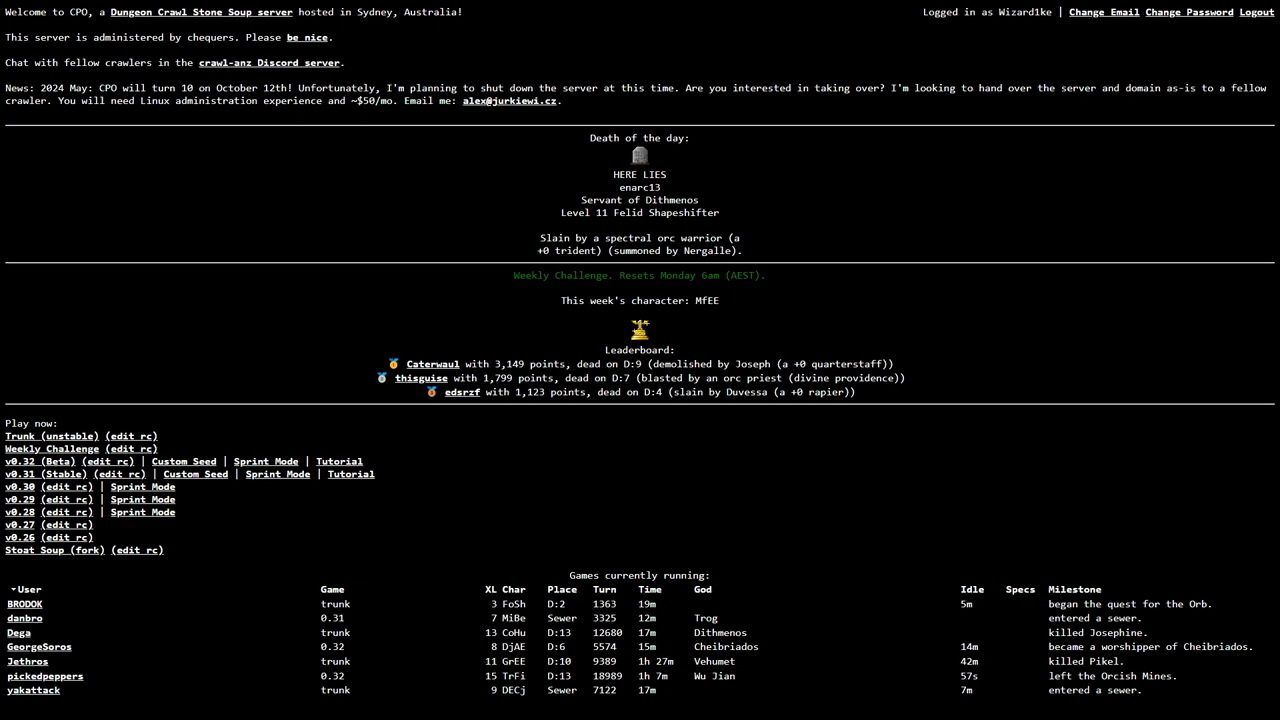 Welcome to CPO, a Dungeon Crawl Stone Soup server hosted in Sydney, Australia!
Logged in as Wizard1ke | Change Email Change Password Logout
This server is administered by chequers. Please be nice.
Chat with fellow crawlers in the crawl-anz Discord server.
News: 2024 May: CPO will turn 10 on October 12th! Unfortunately, I'm planning to shut down the server at this time. Are you interested in taking over? I'm looking to hand over the server and domain as-is to a fellow
crawler. You will need Linux administration experience and ~$50/mo. Email me: alex@jurkiewi.cz.
Death of the day:
HERE LIES
enarc13
Servant of Dithmenos
Level 11 Felid Shapeshifter
Slain by a spectral orc warrior (a
+0 trident) (summoned by Nergalle).
Weekly Challenge. Resets Monday 6am (AEST).
This week's character: MfEE
Leaderboard:
Caterwaul with 3,149 points, dead on D:9 (demolished by Joseph (a +0 quarterstaff))
thisguise with 1,799 points, dead on D:7 (blasted by an orc priest (divine providence))
edsrzf with 1,123 points, dead on D:4 (slain by Duvessa (a +0 rapier))
Play now:
Trunk (unstable) (edit rc)
Weekly Challenge (edit rc)
v0.32 (Beta) (edit rc) | Custom Seed | Sprint Mode | Tutorial
v0.31 (Stable) (edit rc) | Custom Seed | Sprint Mode | Tutorial
v0.30 (edit rc) | Sprint Mode
v0.29 (edit rc) | Sprint Mode
v0.28 (edit rc) | Sprint Mode
v0.27 (edit rc)
v0.26 (edit rc)
Stoat Soup (fork) (edit rc)
Games currently running:
User Game XL Char Place Turn Time God Idle Specs Milestone
BRODOK trunk 3 FoSh D:2 1363 19m 5m began the quest for the Orb.
danbro 0.31 7 MiBe Sewer 3325 12m Trog entered a sewer.
Dega trunk 13 CoHu D:13 12680 17m Dithmenos killed Josephine.
GeorgeSoros 0.32 8 DjAE D:6 5574 15m Cheibriados 14m became a worshipper of Cheibriados.
Jethros trunk 11 GrEE D:10 9389 1h 27m Vehumet 42m killed Pikel.
pickedpeppers 0.32 15 TrFi D:13 18989 1h 7m Wu Jian 57s left the Orcish Mines.
yakattack trunk 9 DECj Sewer 7122 17m 7m entered a sewer.